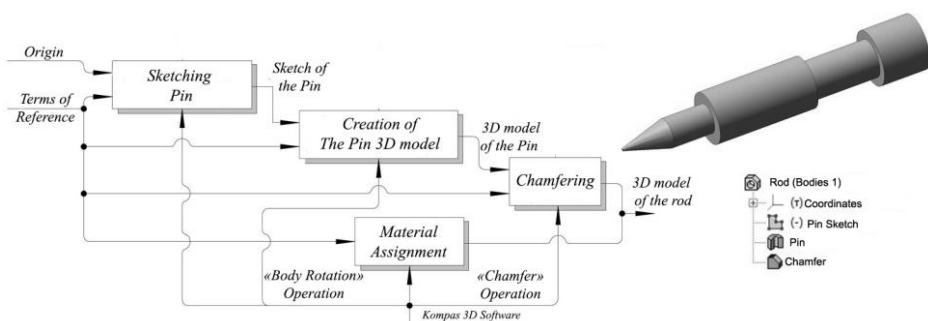 Origin
Terms of
Reference
Sketching
Pin
Sketch of
the Pin
Creation of
The Pin 3D model
3D model
of the Pin
Chamfering
3D model
of the rod
Material
Assignment
«Body Rotation»
Operation
«Chamfer»
Operation
Kompas 3D Software
Rod (Bodies 1)
(т) Coordinates
(-) Pin Sketch
Pin
Chamfer